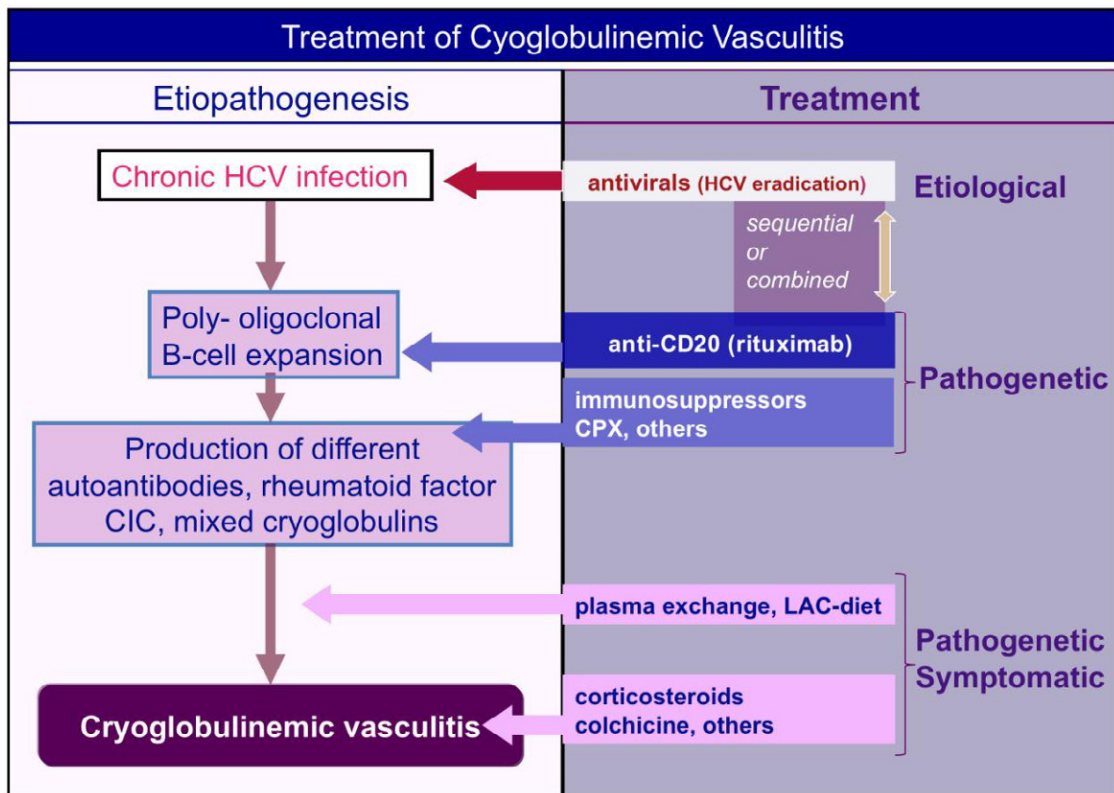 Treatment of Cyoglobulinemic Vasculitis
Etiopathogenesis
Treatment
Chronic HCV infection
antivirals (HCV eradication)
Etiological
sequential
or
combined
Poly- oligoclonal
B-cell expansion
anti-CD20 (rituximab)
Pathogenetic
immunosuppressors
CPX, others
Production of different
autoantibodies, rheumatoid factor
CIC, mixed cryoglobulins
plasma exchange, LAC-diet
Pathogenetic
Symptomatic
corticosteroids
colchicine, others
Cryoglobulinemic vasculitis